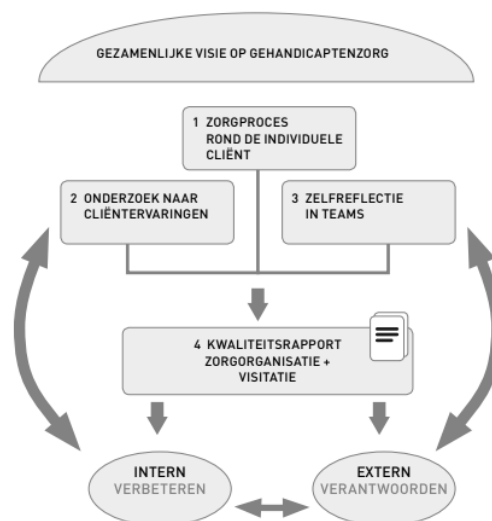 GEZAMENLIJKE VISIE OP GEHANDICAPTENZORG
1 ZORGPROCES
ROND DE INDIVIDUELE
CLIËNT
2 ONDERZOEK NAAR
CLIËNTERVARINGEN
3 ZELFREFLECTIE
IN TEAMS
4 KWALITEITSRAPPORT
ZORGORGANISATIE +
VISITATIE
INTERN
VERBETEREN
EXTERN
VERANTWOORDEN